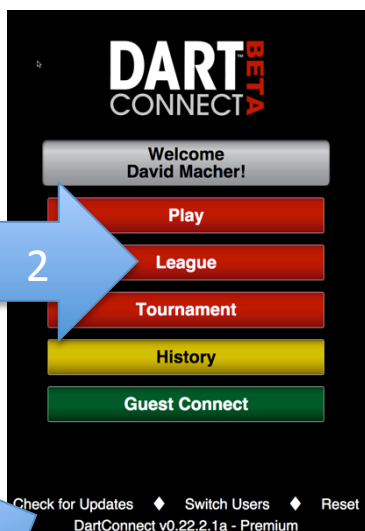 DART BETA
CONNECT
™
Welcome
David Macher!
Play
2
League
Tournament
History
Guest Connect
Check for Updates ♦ Switch Users ♦ Reset
DartConnect v0.22.2.1a - Premium